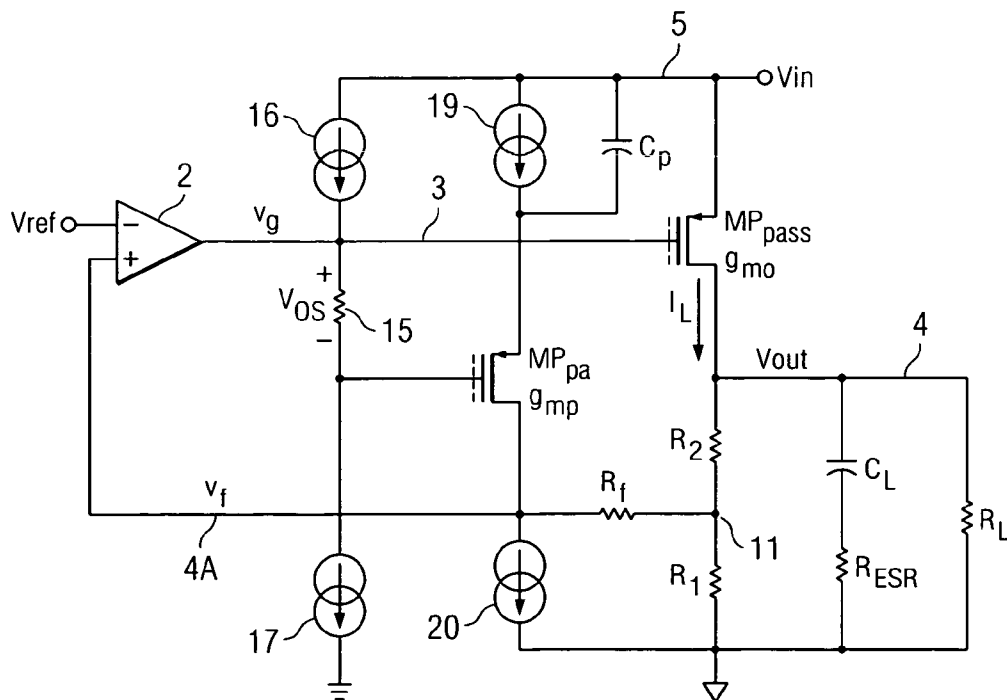 5
Vin
16
19
Cp
2
Vref
−
+
vg
3
MPpass
gmo
+
VOS
−
15
IL
MPpa
gmp
Vout
4
R2
CL
vf
Rf
4A
11
RL
R1
RESR
17
20